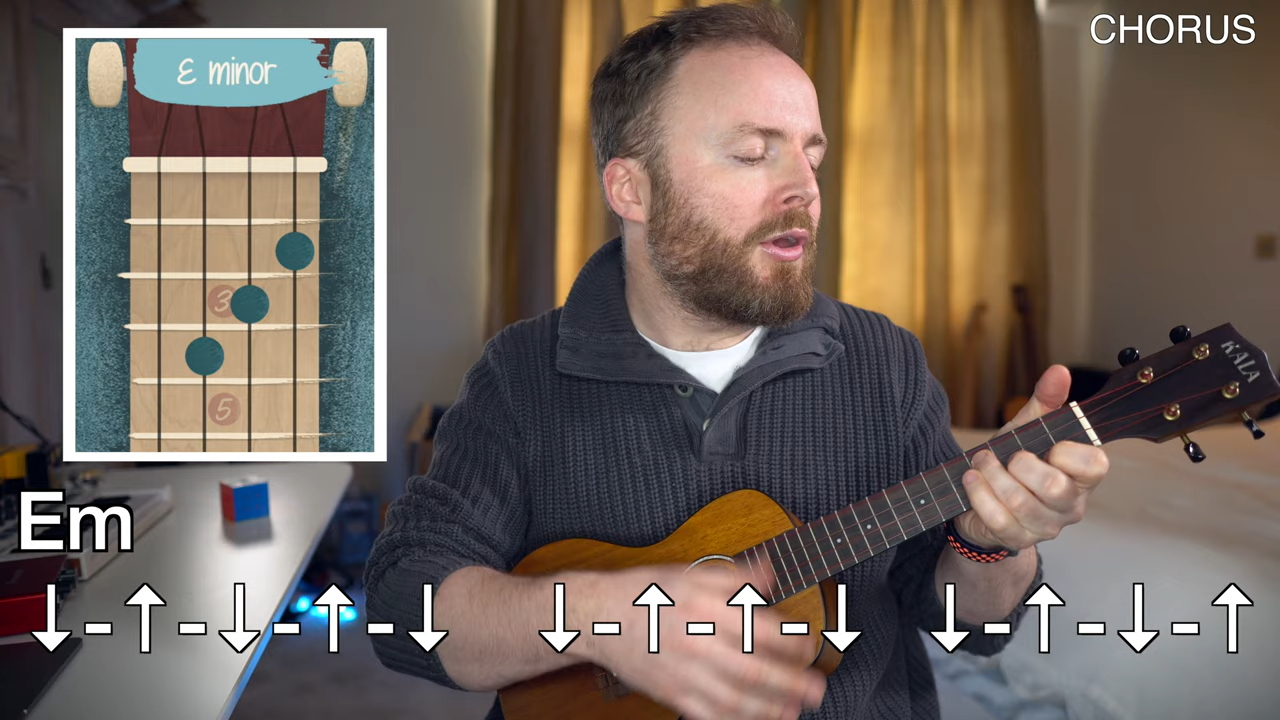 CHORUS
E minor
3
5
KALA
Em
↓-↑-↓-↑-↓ ↓-↑-↑-↓ ↓-↑-↓-↑